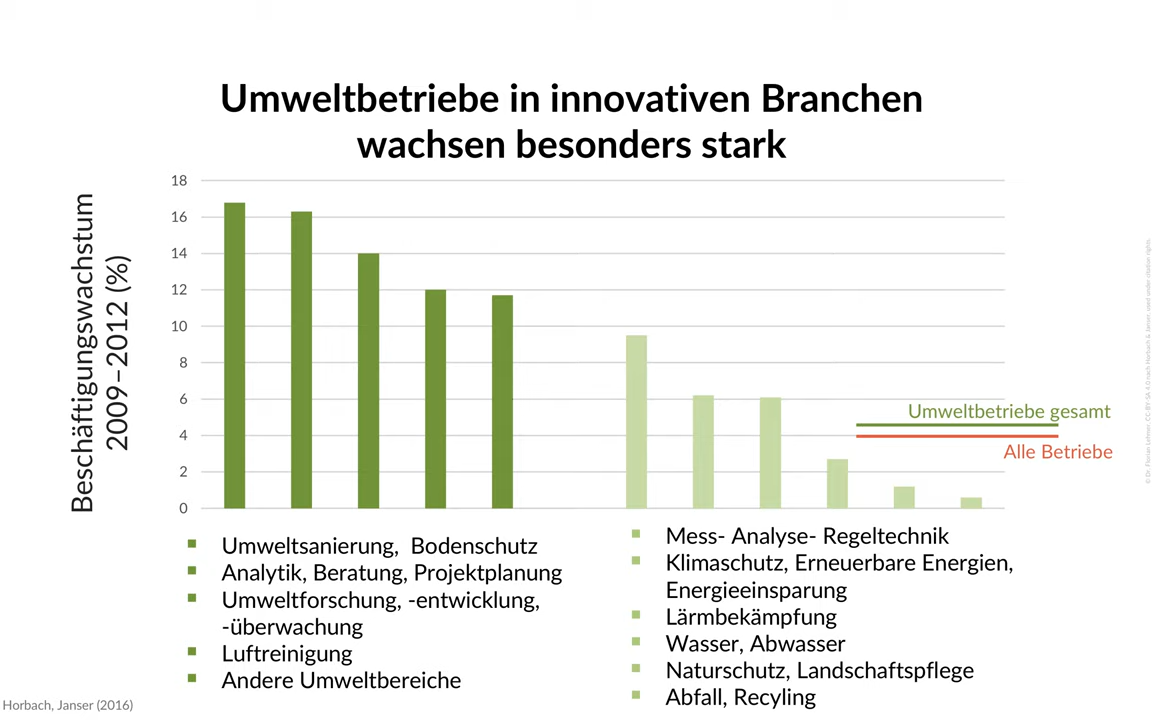 Umweltbetriebe in innovativen Branchen
wachsen besonders stark
Beschäftigungswachstum
2009–2012 (%)
18
16
14
12
10
8
6
4
2
0
Umweltbetriebe gesamt
Alle Betriebe
Umweltsanierung, Bodenschutz
Analytik, Beratung, Projektplanung
Umweltforschung, -entwicklung,
-überwachung
Luftreinigung
Andere Umweltbereiche
Mess- Analyse- Regeltechnik
Klimaschutz, Erneuerbare Energien,
Energieeinsparung
Lärmbekämpfung
Wasser, Abwasser
Naturschutz, Landschaftspflege
Abfall, Recyling
Horbach, Janser (2016)